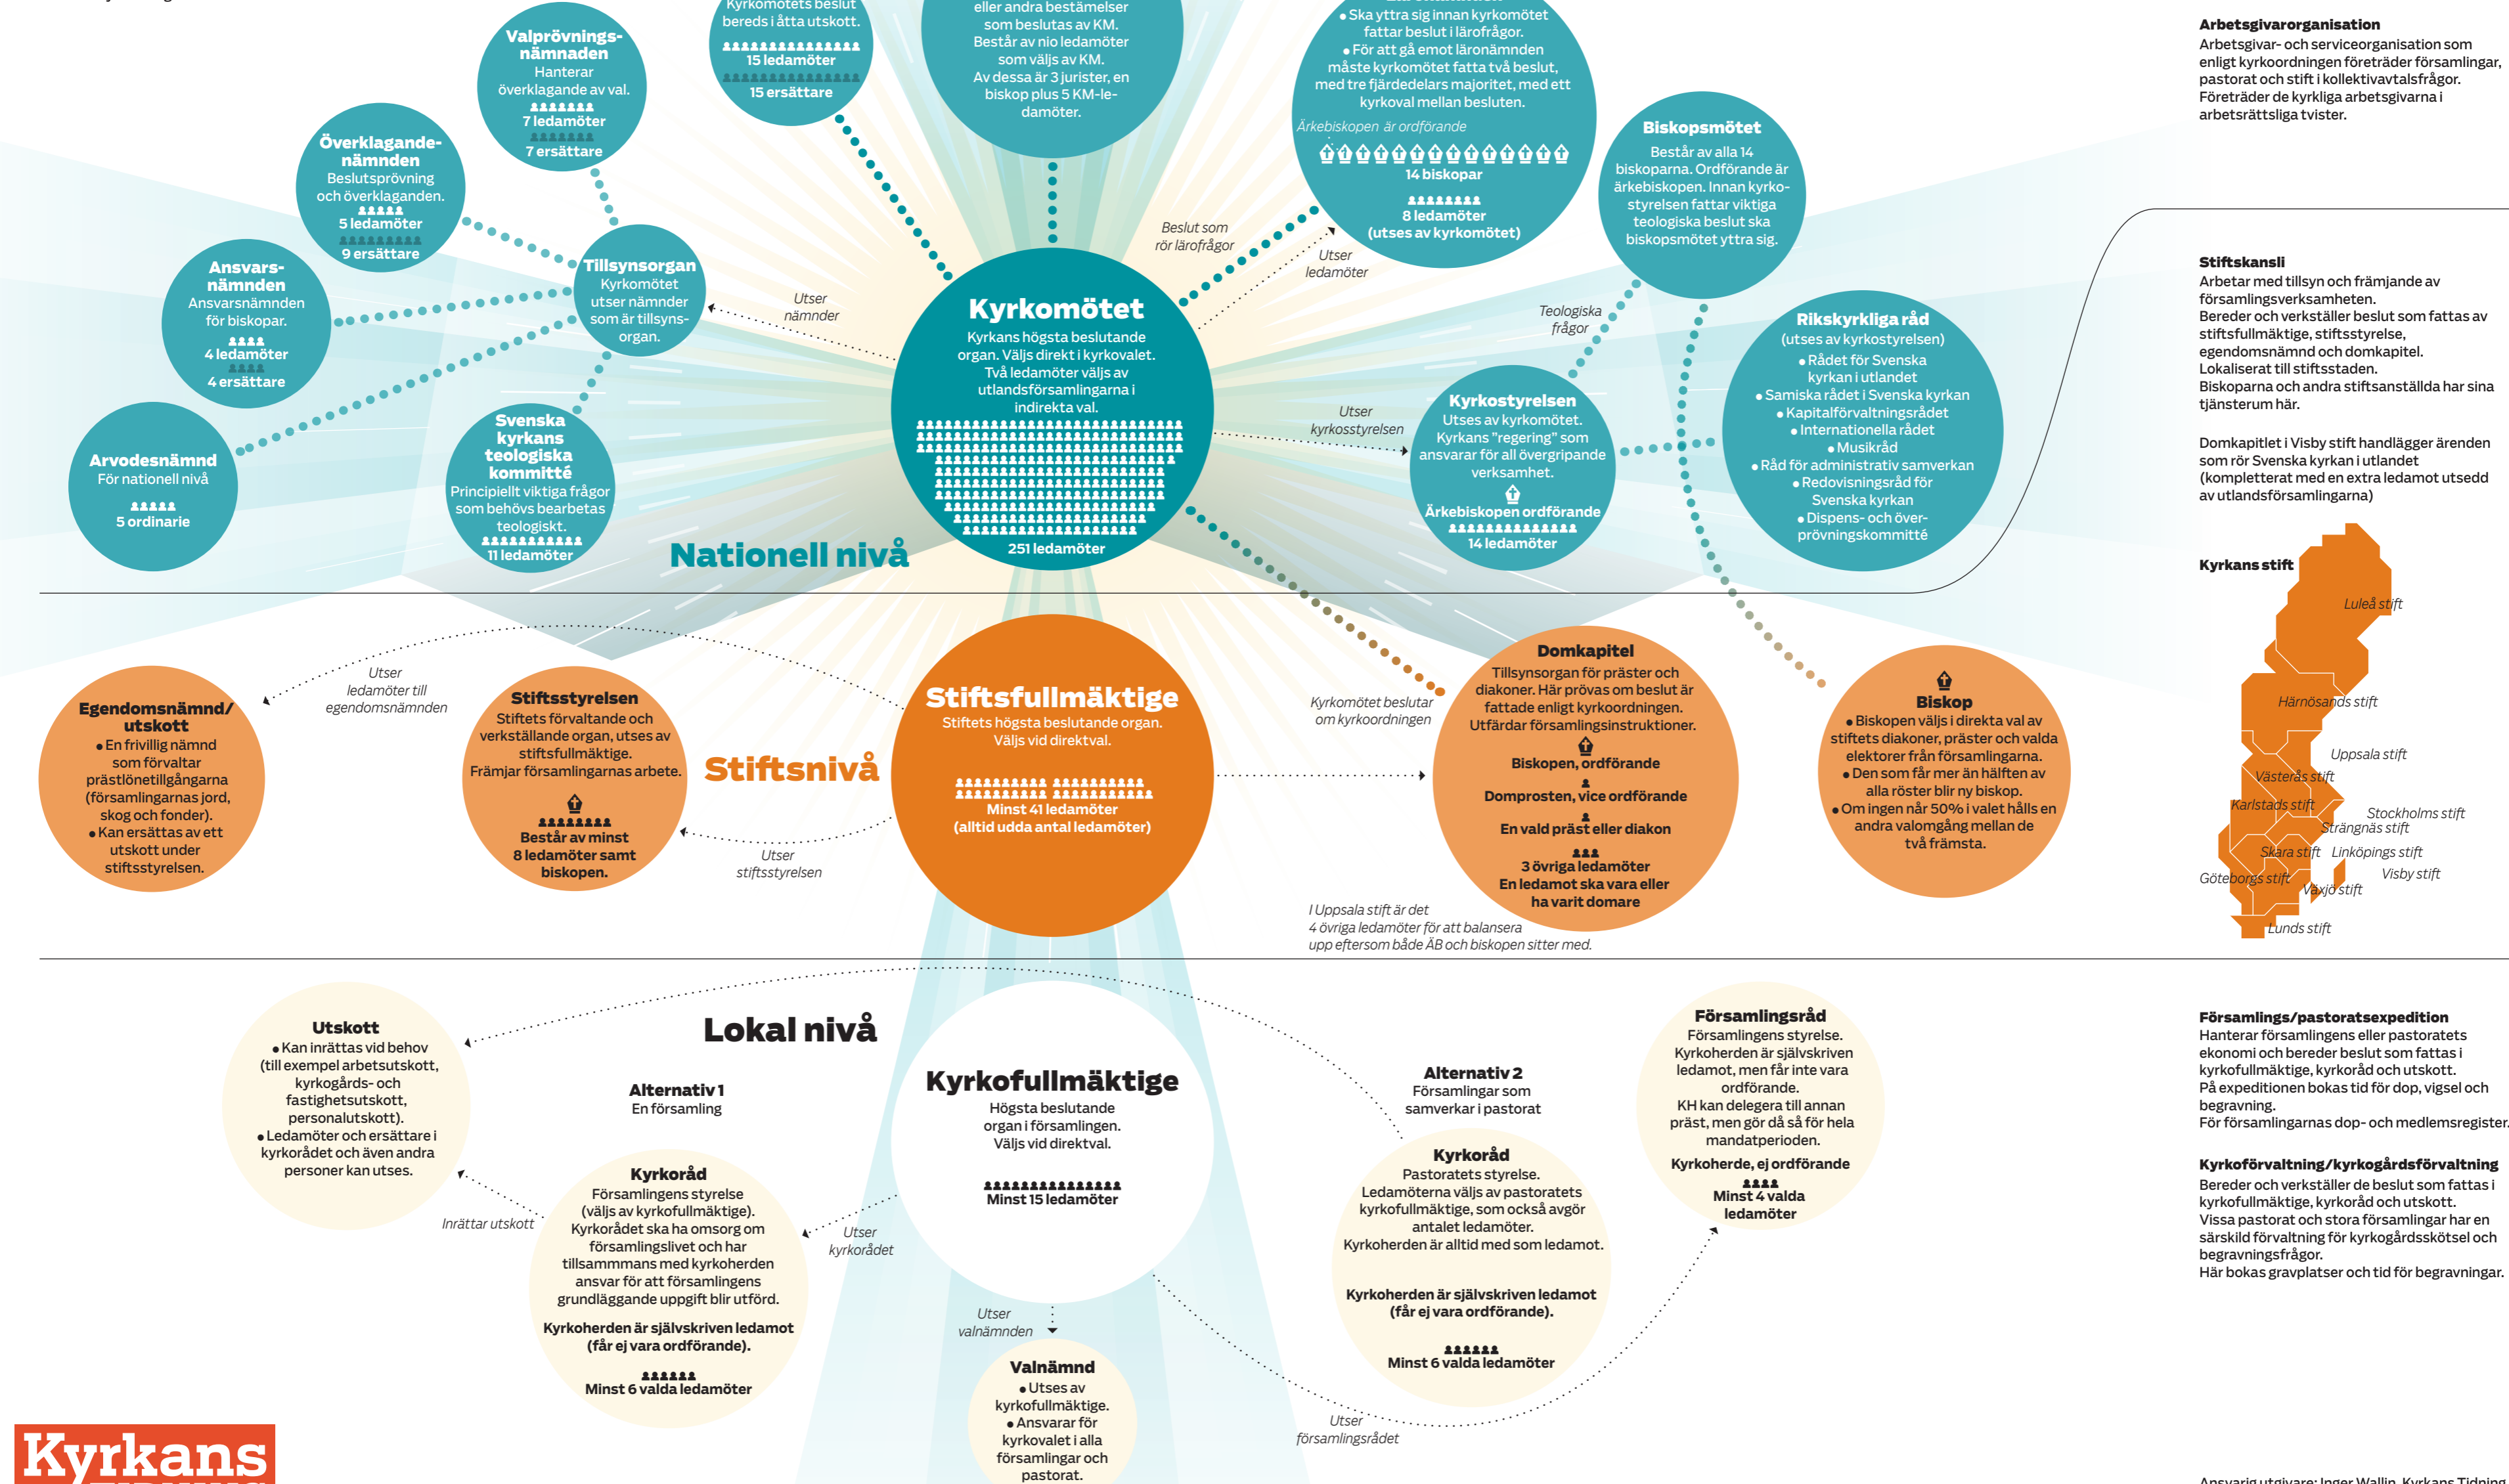 Kyrkomötets beslut
bereds i åtta utskott.
15 ledamöter
15 ersättare
eller andra bestämelser
som beslutas av KM.
Består av nio ledamöter
som väljs av KM.
Av dessa är 3 jurister, en
biskop plus 5 KM-le-
damöter.
• Ska yttra sig innan kyrkomötet
fattar beslut i lärofrågor.
• För att gå emot läronämnden
måste kyrkomötet fatta två beslut,
med tre fjärdedelars majoritet, med ett
kyrkoval mellan besluten.
Ärkebiskopen är ordförande
14 biskopar
8 ledamöter
(utses av kyrkomötet)
Valprövnings-
nämnaden
Hanterar
överklagande av val.
7 ledamöter
7 ersättare
Överklagande-
nämnden
Beslutsprövning
och överklaganden.
5 ledamöter
9 ersättare
Ansvars-
nämnden
Ansvarsnämnden
för biskopar.
4 ledamöter
4 ersättare
Arvodesnämnd
För nationell nivå
5 ordinarie
Tillsynsorgan
Kyrkomötet
utser nämnder
som är tillsyns-
organ.
Svenska
kyrkans
teologiska
kommitté
Principiellt viktiga frågor
som behövs bearbetas
teologiskt.
11 ledamöter
Utser
nämnder
Nationell nivå
Kyrkomötet
Kyrkans högsta beslutande
organ. Väljs direkt i kyrkovalet.
Två ledamöter väljs av
utlandsförsamlingarna i
indirekta val.
251 ledamöter
Beslut som
rör lärofrågor
Utser
ledamöter
Utser
kyrkosstyrelsen
Biskopsmötet
Består av alla 14
biskoparna. Ordförande är
ärkebiskopen. Innan kyrko-
styrelsen fattar viktiga
teologiska beslut ska
biskopsmötet yttra sig.
Teologiska
frågor
Kyrkostyrelsen
Utses av kyrkomötet.
Kyrkans ”regering” som
ansvarar för all övergripande
verksamhet.
Ärkebiskopen ordförande
14 ledamöter
Rikskyrkliga råd
(utses av kyrkostyrelsen)
• Rådet för Svenska
kyrkan i utlandet
• Samiska rådet i Svenska kyrkan
• Kapitalförvaltningsrådet
• Internationella rådet
• Musikråd
• Råd för administrativ samverkan
• Redovisningsråd för
Svenska kyrkan
• Dispens- och över-
prövningskommitté
Arbetsgivarorganisation
Arbetsgivar- och serviceorganisation som
enligt kyrkoordningen företräder församlingar,
pastorat och stift i kollektivavtalsfrågor.
Företräder de kyrkliga arbetsgivarna i
arbetsrättsliga tvister.
Stiftskansli
Arbetar med tillsyn och främjande av
församlingsverksamheten.
Bereder och verkställer beslut som fattas av
stiftsfullmäktige, stiftsstyrelse,
egendomsnämnd och domkapitel.
Lokaliserat till stiftsstaden.
Biskoparna och andra stiftsanställda har sina
tjänsterum här.
Domkapitlet i Visby stift handlägger ärenden
som rör Svenska kyrkan i utlandet
(kompletterat med en extra ledamot utsedd
av utlandsförsamlingarna)
Kyrkans stift
Luleå stift
Härnösands stift
Uppsala stift
Västerås stift
Karlstads stift
Stockholms stift
Strängnäs stift
Skara stift
Linköpings stift
Visby stift
Göteborgs stift
Växjö stift
Lunds stift
Egendomsnämnd/
utskott
• En frivillig nämnd
som förvaltar
prästlönetillgångarna
(församlingarnas jord,
skog och fonder).
• Kan ersättas av ett
utskott under
stiftsstyrelsen.
Utser
ledamöter till
egendomsnämnden
Stiftsstyrelsen
Stiftets förvaltande och
verkställande organ, utses av
stiftsfullmäktige.
Främjar församlingarnas arbete.
Består av minst
8 ledamöter samt
biskopen.
Stiftsnivå
Utser
stiftsstyrelsen
Stiftsfullmäktige
Stiftets högsta beslutande organ.
Väljs vid direktval.
Minst 41 ledamöter
(alltid udda antal ledamöter)
Kyrkomötet beslutar
om kyrkoordningen
Domkapitel
Tillsynsorgan för präster och
diakoner. Här prövas om beslut är
fattade enligt kyrkoordningen.
Utfärdar församlingsinstruktioner.
Biskopen, ordförande
Domprosten, vice ordförande
En vald präst eller diakon
3 övriga ledamöter
En ledamot ska vara eller
ha varit domare
I Uppsala stift är det
4 övriga ledamöter för att balansera
upp eftersom både ÄB och biskopen sitter med.
Biskop
• Biskopen väljs i direkta val av
stiftets diakoner, präster och valda
elektorer från församlingarna.
• Den som får mer än hälften av
alla röster blir ny biskop.
• Om ingen når 50% i valet hålls en
andra valomgång mellan de
två främsta.
Utskott
• Kan inrättas vid behov
(till exempel arbetsutskott,
kyrkogårds- och
fastighetsutskott,
personalutskott).
• Ledamöter och ersättare i
kyrkorådet och även andra
personer kan utses.
Inrättar utskott
Lokal nivå
Alternativ 1
En församling
Kyrkoråd
Församlingens styrelse
(väljs av kyrkofullmäktige).
Kyrkorådet ska ha omsorg om
församlingslivet och har
tillsammmans med kyrkoherden
ansvar för att församlingens
grundläggande uppgift blir utförd.
Kyrkoherden är självskriven ledamot
(får ej vara ordförande).
Minst 6 valda ledamöter
Utser
kyrkorådet
Kyrkofullmäktige
Högsta beslutande
organ i församlingen.
Väljs vid direktval.
Minst 15 ledamöter
Utser
valnämnden
Valnämnd
• Utses av
kyrkofullmäktige.
• Ansvarar för
kyrkovalet i alla
församlingar och
pastorat.
Alternativ 2
Församlingar som
samverkar i pastorat
Kyrkoråd
Pastoratets styrelse.
Ledamöterna väljs av pastoratets
kyrkofullmäktige, som också avgör
antalet ledamöter.
Kyrkoherden är alltid med som ledamot.
Kyrkoherden är självskriven ledamot
(får ej vara ordförande).
Minst 6 valda ledamöter
Utser
församlingsrådet
Församlingsråd
Församlingens styrelse.
Kyrkoherden är självskriven
ledamot, men får inte vara
ordförande.
KH kan delegera till annan
präst, men gör då så för hela
mandatperioden.
Kyrkoherde, ej ordförande
Minst 4 valda
ledamöter
Församlings/pastoratsexpedition
Hanterar församlingens eller pastoratets
ekonomi och bereder beslut som fattas i
kyrkofullmäktige, kyrkoråd och utskott.
På expeditionen bokas tid för dop, vigsel och
begravning.
För församlingarnas dop- och medlemsregister.
Kyrkoförvaltning/kyrkogårdsförvaltning
Bereder och verkställer de beslut som fattas i
kyrkofullmäktige, kyrkoråd och utskott.
Vissa pastorat och stora församlingar har en
särskild förvaltning för kyrkogårdsskötsel och
begravningsfrågor.
Här bokas gravplatser och tid för begravningar.
Kyrkans
Ansvarig utgivare: Inger Wallin, Kyrkans Tidning